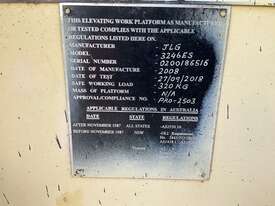 THIS ELEVATING WORK PLATFORM AS MANUFACTURED
OR TESTED COMPLIES WITH THE APPLICABLE
REGULATIONS LISTED HERE ON:
MANUFACTURER - JLG
MODEL - 3246ES
SERIAL NUMBER - 0200186516
DATE OF MANUFACTURE - 2008
DATE OF TEST - 27/09/2018
SAFE WORKING LOAD - 320 KG
MASS OF PLATFORM - N/A
APPROVAL/COMPLIANCE NO. - PRO-1503
APPLICABLE REGULATIONS IN AUSTRALIA
DATE STATE REGULATIONS
AFTER NOVEMBER 1987 ALL STATES
BEFORE NOVEMBER 1987 NSW